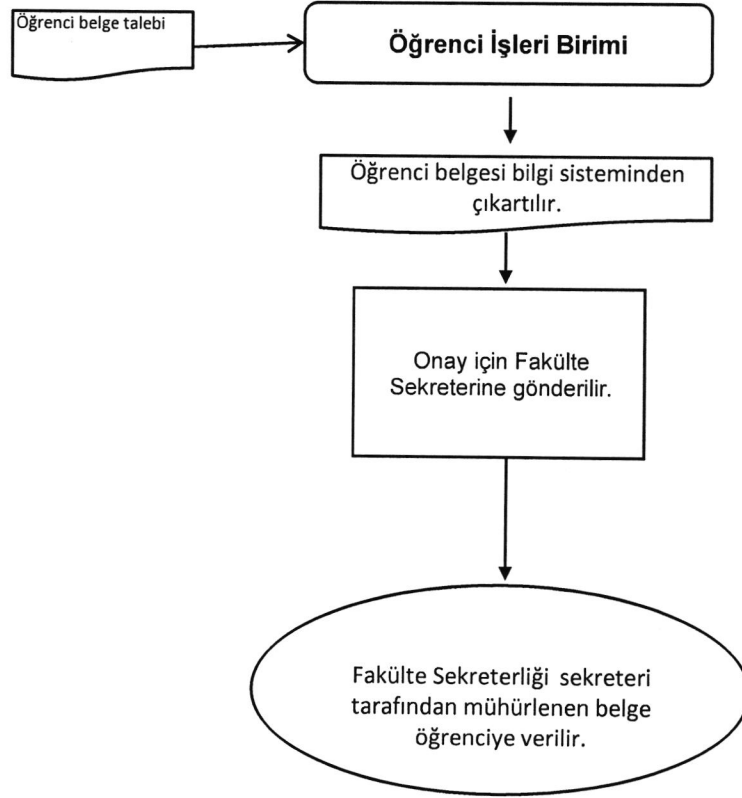 Öğrenci belge talebi
Öğrenci İşleri Birimi
Öğrenci belgesi bilgi sisteminden
çıkartılır.
Onay için Fakülte
Sekreterine gönderilir.
Fakülte Sekreterliği sekreteri
tarafından mühürlenen belge
öğrenciye verilir.